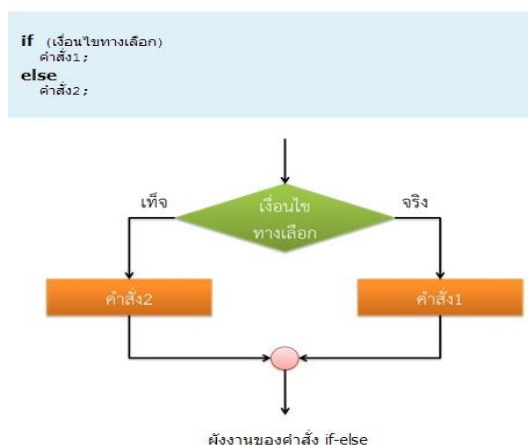 if (เงื่อนไขทางเลือก)
คำสั่ง1;
else
คำสั่ง2;
เท็จ
เงื่อนไข
ทางเลือก
จริง
คำสั่ง2
คำสั่ง1
ผังงานของคำสั่ง if-else